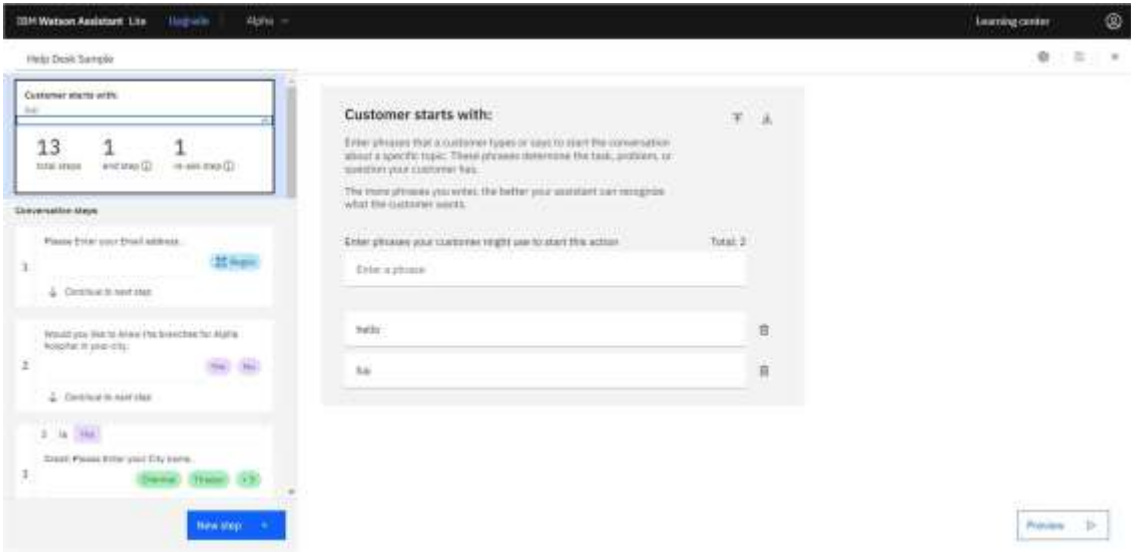 IBM Watson Assistant Lite Upgrade Alpha
Learning center
Help Desk Sample
Customer starts with:
13 1 1
total steps end step re-ask step
Conversation steps
Please Enter your Email address.
1
Regex
Continue to next step
Would you like to know the branches for Alpha
hospital in your city.
2
Yes No
Continue to next step
2 is Yes
Great! Please Enter your City name.
3
Chennai
New step +
Customer starts with:
Enter phrases that a customer types or says to start the conversation
about a specific topic. These phrases determine the task, problem, or
question your customer has.
The more phrases you enter, the better your assistant can recognize
what the customer wants.
Enter phrases your customer might use to start this action Total: 2
Enter a phrase
hello
hai
Preview